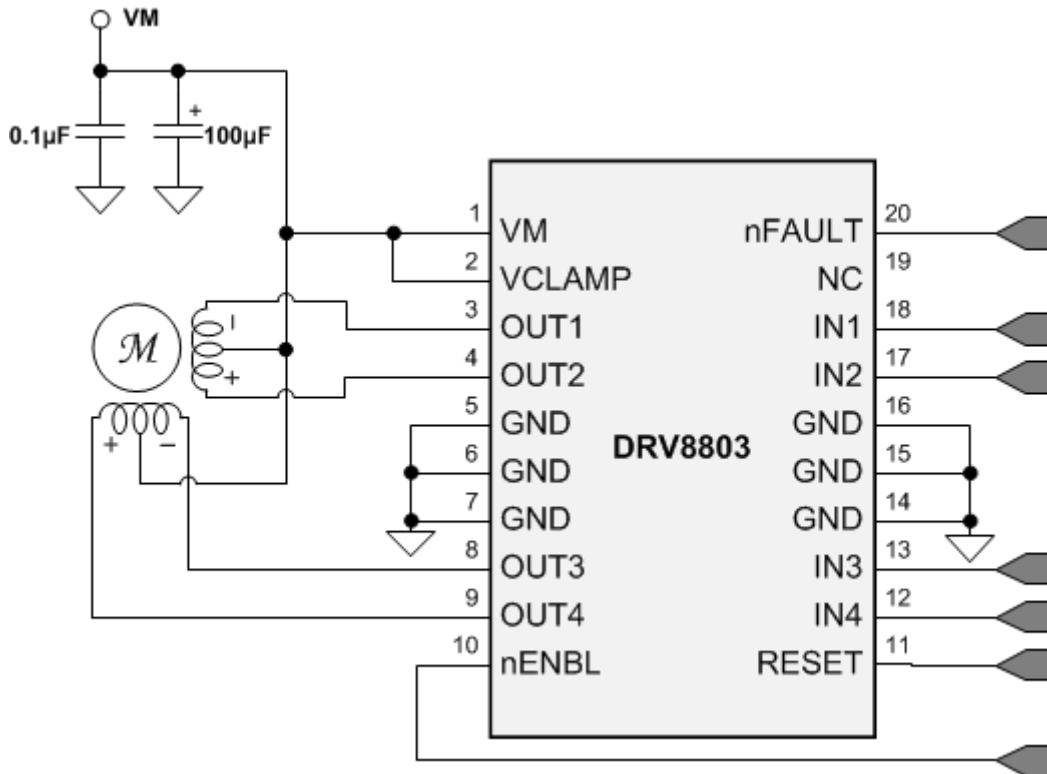 VM
+
0.1µF
100µF
1
VM
nFAULT
20
2
VCLAMP
NC
19
3
OUT1
IN1
18
M
−
+
4
OUT2
IN2
17
5
GND
GND
16
+
−
DRV8803
6
GND
GND
15
7
GND
GND
14
8
OUT3
IN3
13
9
OUT4
IN4
12
10
nENBL
RESET
11